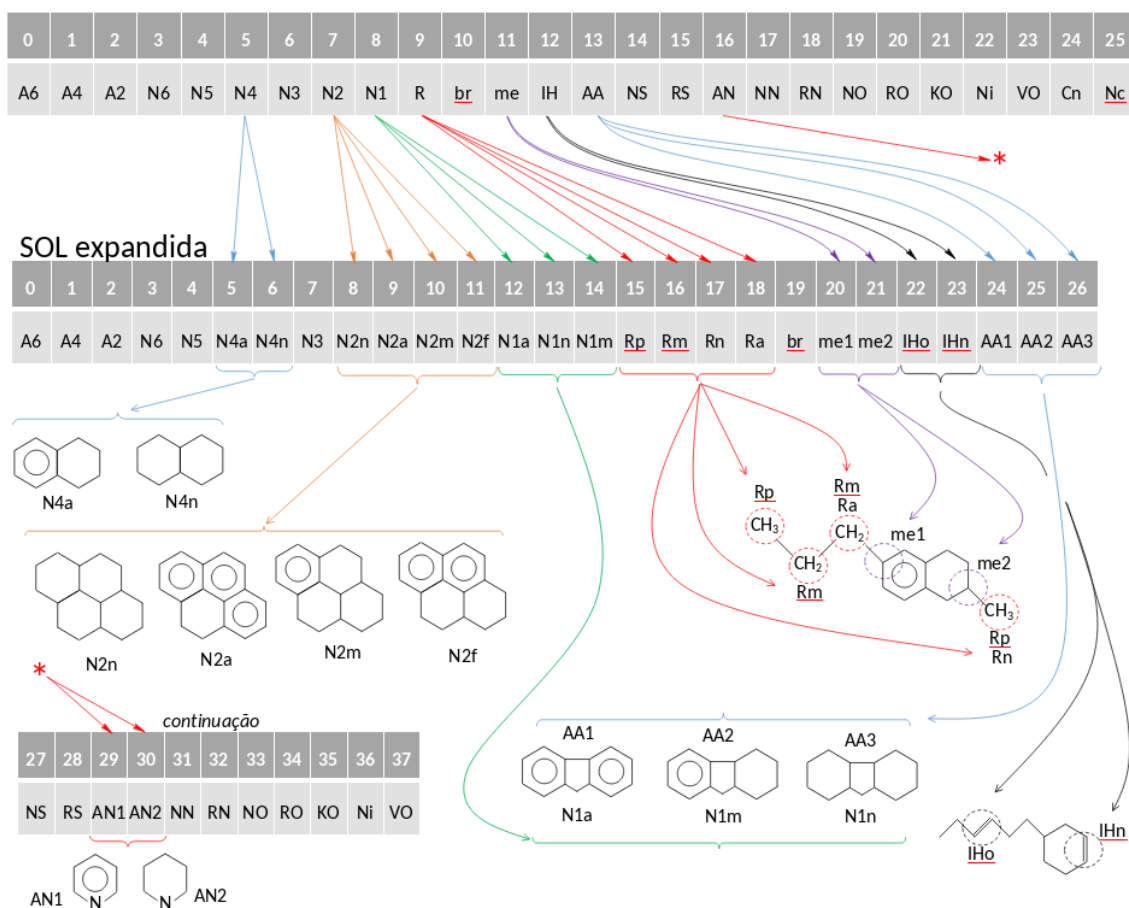 0 1 2 3 4 5 6 7 8 9 10 11 12 13 14 15 16 17 18 19 20 21 22 23 24 25
A6 A4 A2 N6 N5 N4 N3 N2 N1 R br me IH AA NS RS AN NN RN NO RO KO Ni VO Cn Nc
*
SOL expandida
0 1 2 3 4 5 6 7 8 9 10 11 12 13 14 15 16 17 18 19 20 21 22 23 24 25 26
A6 A4 A2 N6 N5 N4a N4n N3 N2n N2a N2m N2f N1a N1n N1m Rp Rm Rn Ra br me1 me2 IHo IHn AA1 AA2 AA3
N4a N4n
Rp Rm
Ra
CH3 CH2 me1
CH2 me2
Rm
CH3
Rp
Rn
N2n N2a N2m N2f
*
continuação
27 28 29 30 31 32 33 34 35 36 37
NS RS AN1 AN2 NN RN NO RO KO Ni VO
AN1 N N AN2
AA1 AA2 AA3
N1a N1m N1n
IHo IHn